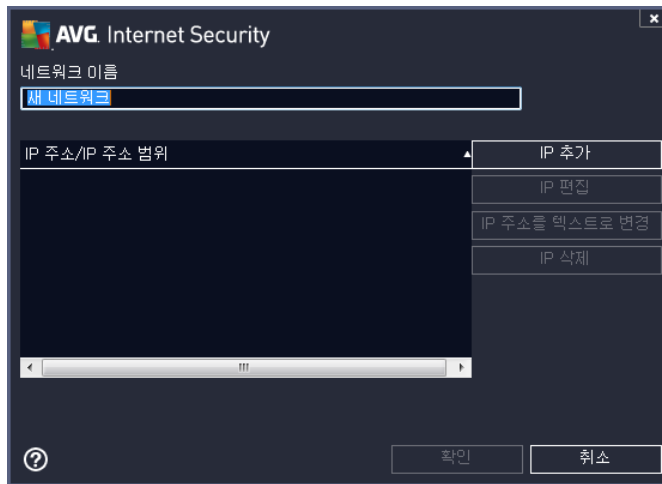 AVG. Internet Security
네트워크 이름
새 네트워크
IP 주소/IP 주소 범위
IP 추가
IP 편집
IP 주소를 텍스트로 변경
IP 삭제
확인
취소